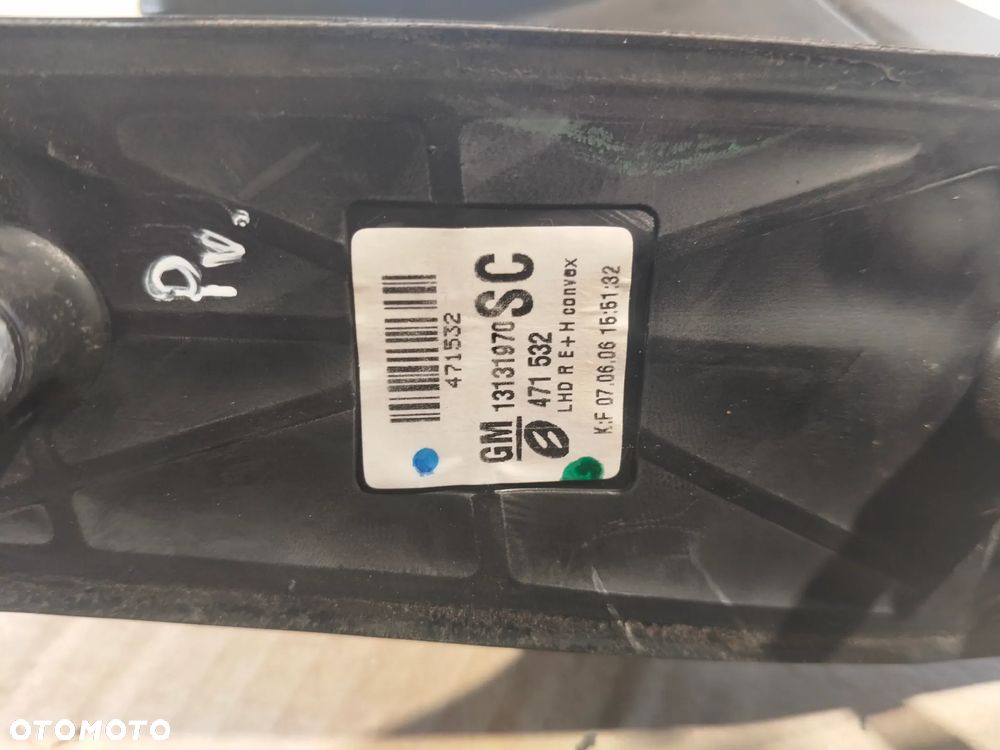 471532
GM 13131970 SC
471 532
LHD R E+H convex
K:F 07.06.06 15:51:32
OTOMOTO